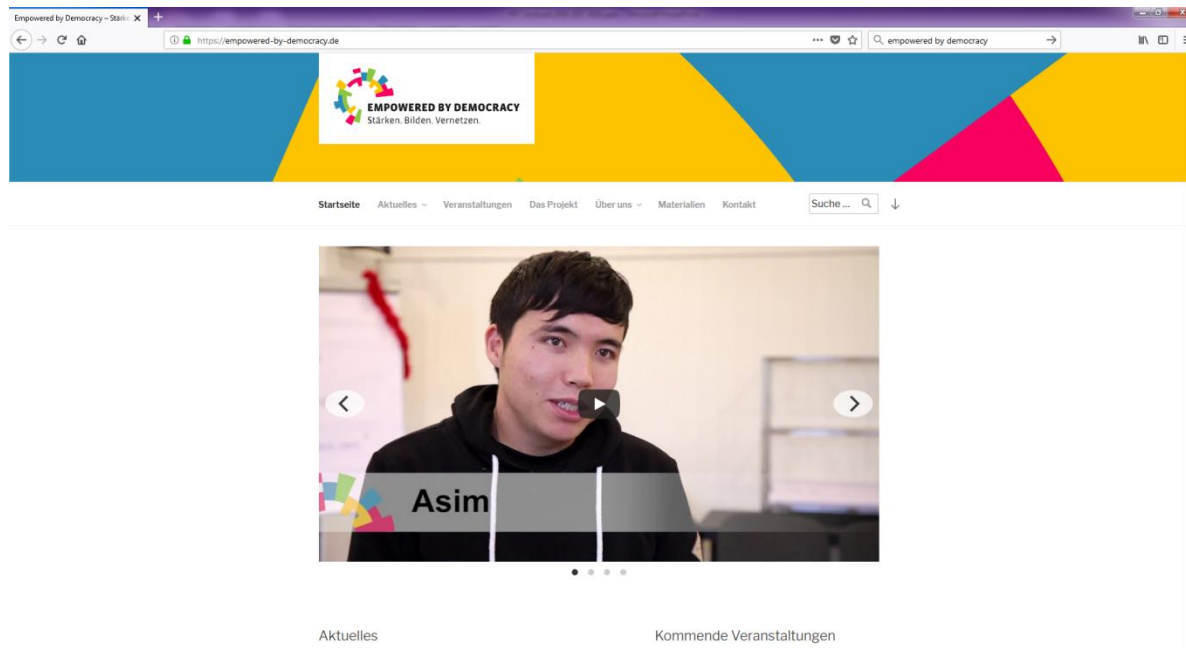 Empowered by Democracy – Stärke
https://empowered-by-democracy.de
empowered by democracy
EMPOWERED BY DEMOCRACY
Stärken. Bilden. Vernetzen.
Startseite Aktuelles Veranstaltungen Das Projekt Über uns Materialien Kontakt Suche ...
Asim
Aktuelles Kommende Veranstaltungen